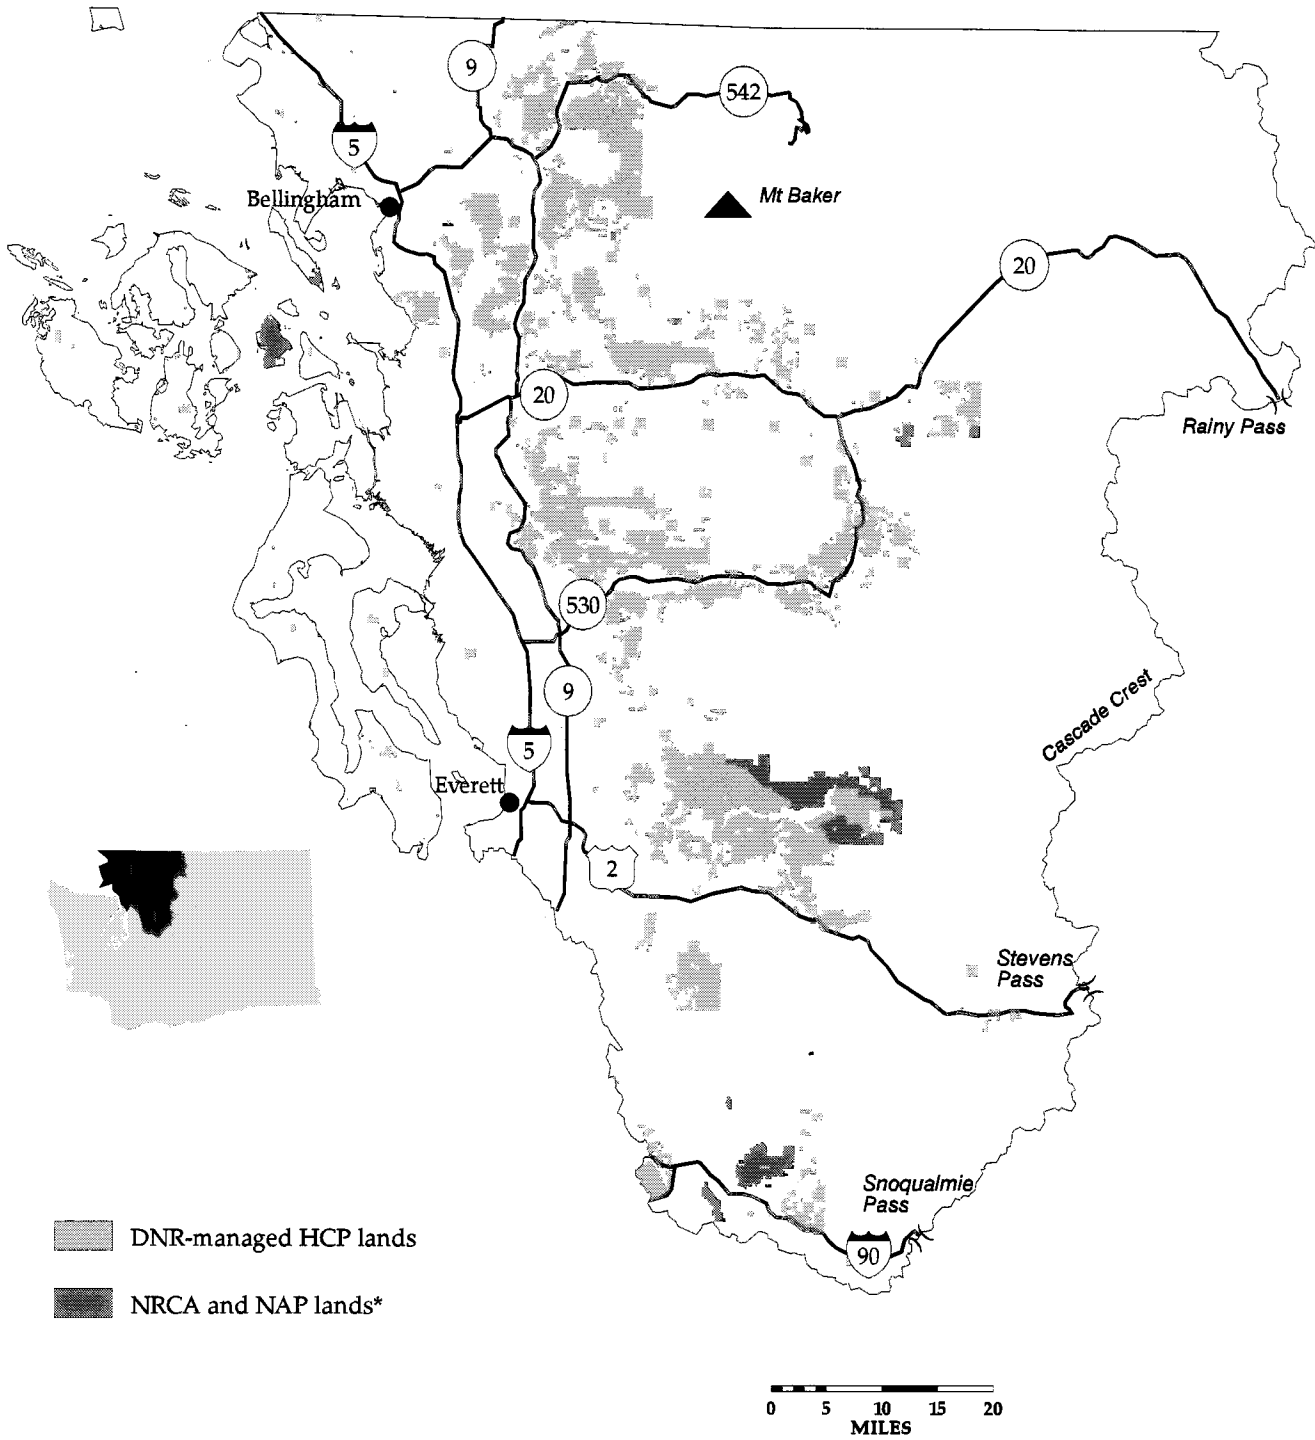 9
542
5
Bellingham
Mt Baker
20
20
Rainy Pass
530
9
Cascade Crest
5
Everett
2
Stevens
Pass
Snoqualmie
Pass
90
DNR-managed HCP lands
NRCA and NAP lands*
0 5 10 15 20
MILES